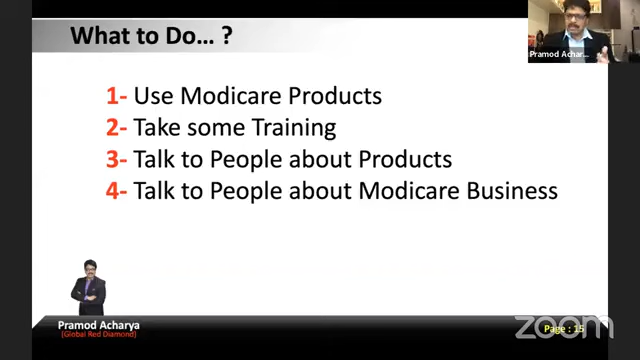 What to Do… ?
Pramod Achar...
1- Use Modicare Products
2- Take some Training
3- Talk to People about Products
4- Talk to People about Modicare Business
Pramod Acharya
(Global Red Diamond)
Page : 15
zoom